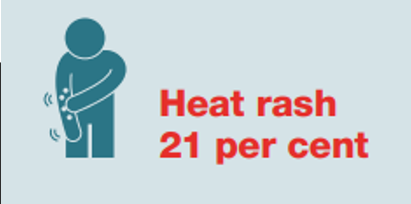 Heat rash
21 per cent